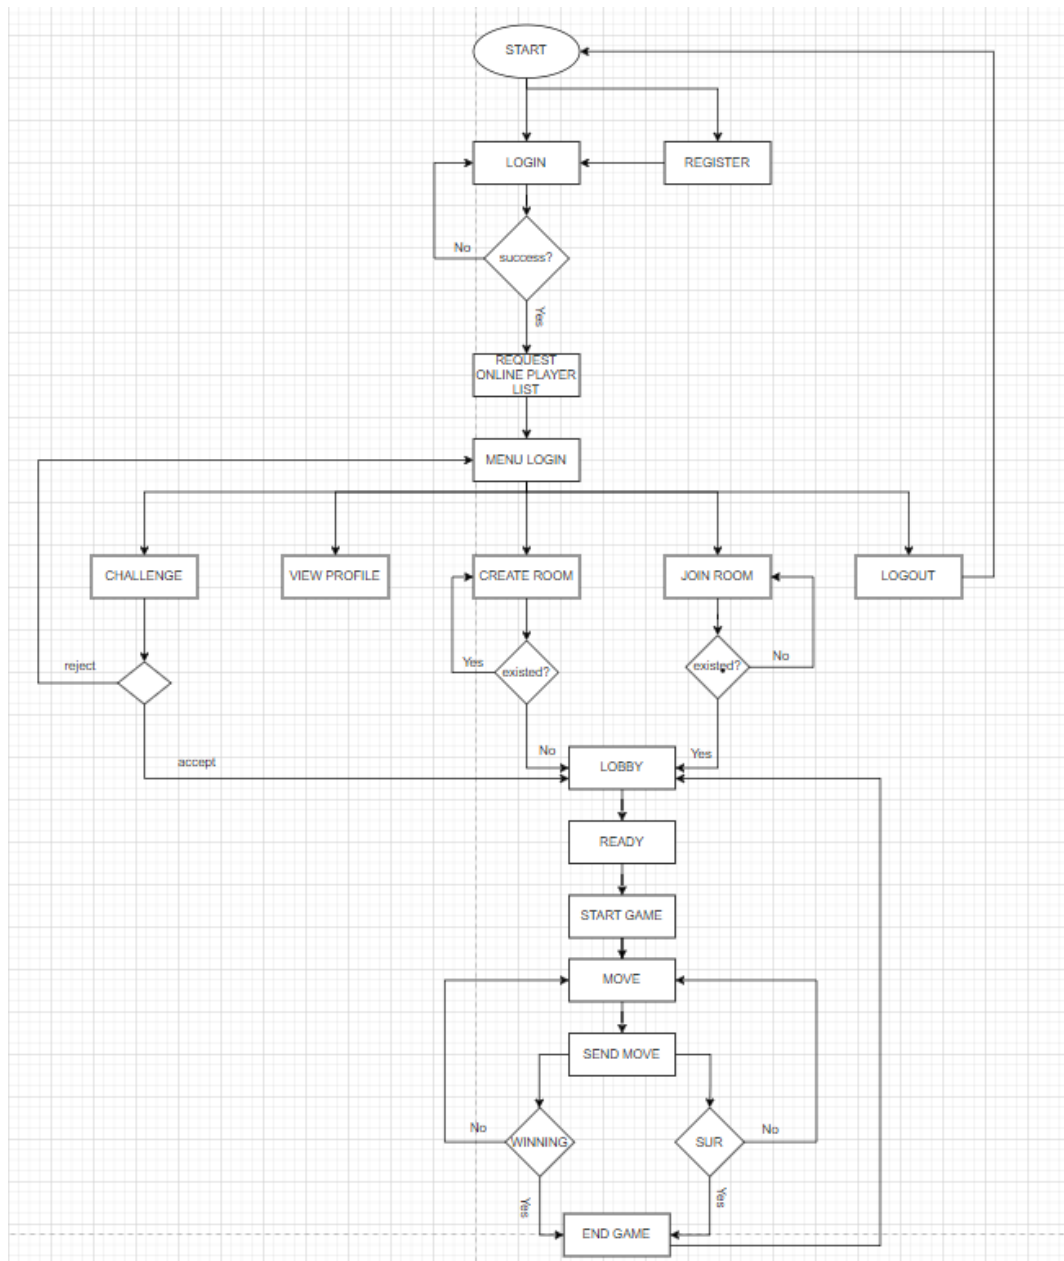 START
LOGIN
REGISTER
No
success?
Yes
REQUEST
ONLINE PLAYER
LIST
MENU LOGIN
CHALLENGE
VIEW PROFILE
CREATE ROOM
JOIN ROOM
LOGOUT
reject
Yes
existed?
existed?
No
accept
No
Yes
LOBBY
READY
START GAME
MOVE
SEND MOVE
No
WINNING
SUR
No
Yes
Yes
END GAME